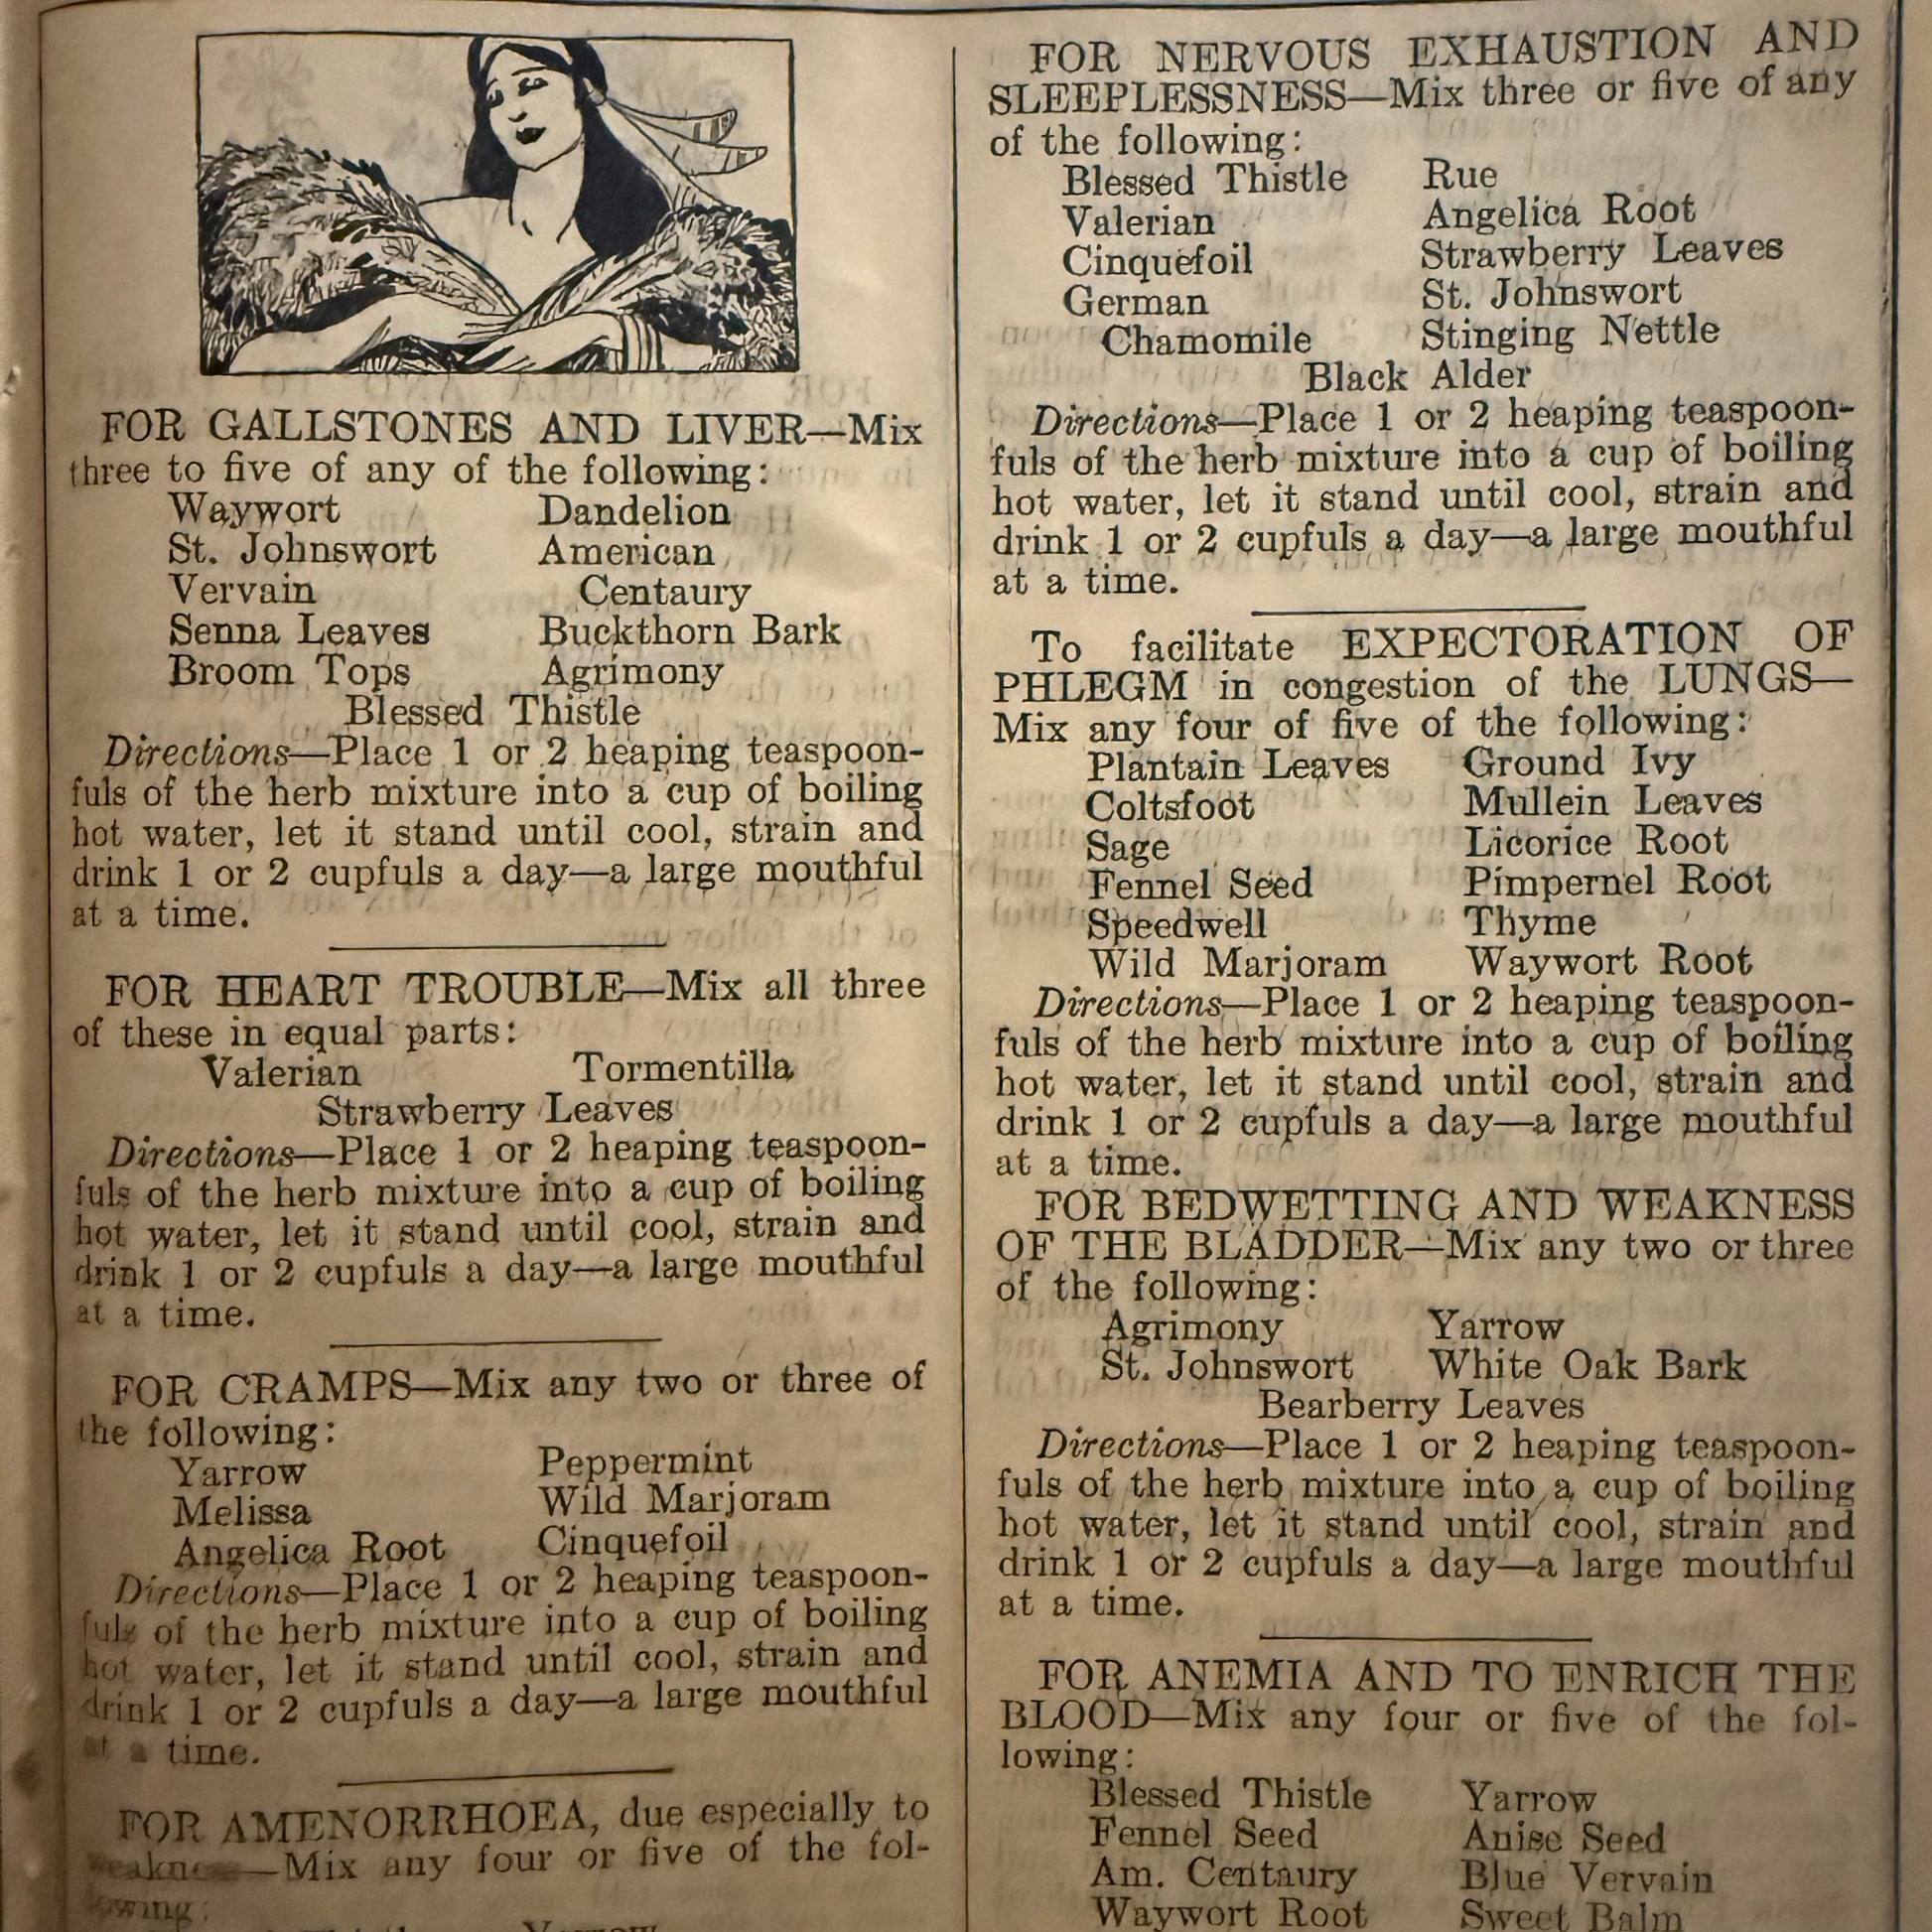 FOR GALLSTONES AND LIVER—Mix
three to five of any of the following:
Waywort Dandelion
St. Johnswort American
Vervain Centaury
Senna Leaves Buckthorn Bark
Broom Tops Agrimony
Blessed Thistle
Directions—Place 1 or 2 heaping teaspoon-
fuls of the herb mixture into a cup of boiling
hot water, let it stand until cool, strain and
drink 1 or 2 cupfuls a day—a large mouthful
at a time.
FOR HEART TROUBLE—Mix all three
of these in equal parts:
Valerian Tormentilla
Strawberry Leaves
Directions—Place 1 or 2 heaping teaspoon-
fuls of the herb mixture into a cup of boiling
hot water, let it stand until cool, strain and
drink 1 or 2 cupfuls a day—a large mouthful
at a time.
FOR CRAMPS—Mix any two or three of
the following:
Yarrow Peppermint
Melissa Wild Marjoram
Angelica Root Cinquefoil
Directions—Place 1 or 2 heaping teaspoon-
fuls of the herb mixture into a cup of boiling
hot water, let it stand until cool, strain and
drink 1 or 2 cupfuls a day—a large mouthful
at a time.
FOR AMENORRHOEA, due especially to
weakness—Mix any four or five of the fol-
lowing:
Yarrow
FOR NERVOUS EXHAUSTION AND
SLEEPLESSNESS—Mix three or five of any
of the following:
Blessed Thistle Rue
Valerian Angelica Root
Cinquefoil Strawberry Leaves
German St. Johnswort
Chamomile Stinging Nettle
Black Alder
Directions—Place 1 or 2 heaping teaspoon-
fuls of the herb mixture into a cup of boiling
hot water, let it stand until cool, strain and
drink 1 or 2 cupfuls a day—a large mouthful
at a time.
To facilitate EXPECTORATION OF
PHLEGM in congestion of the LUNGS—
Mix any four of five of the following:
Plantain Leaves Ground Ivy
Coltsfoot Mullein Leaves
Sage Licorice Root
Fennel Seed Pimpernel Root
Speedwell Thyme
Wild Marjoram Waywort Root
Directions—Place 1 or 2 heaping teaspoon-
fuls of the herb mixture into a cup of boiling
hot water, let it stand until cool, strain and
drink 1 or 2 cupfuls a day—a large mouthful
at a time.
FOR BEDWETTING AND WEAKNESS
OF THE BLADDER—Mix any two or three
of the following:
Agrimony Yarrow
St. Johnswort White Oak Bark
Bearberry Leaves
Directions—Place 1 or 2 heaping teaspoon-
fuls of the herb mixture into a cup of boiling
hot water, let it stand until cool, strain and
drink 1 or 2 cupfuls a day—a large mouthful
at a time.
FOR ANEMIA AND TO ENRICH THE
BLOOD—Mix any four or five of the fol-
lowing:
Blessed Thistle Yarrow
Fennel Seed Anise Seed
Am. Centaury Blue Vervain
Waywort Root Sweet Balm